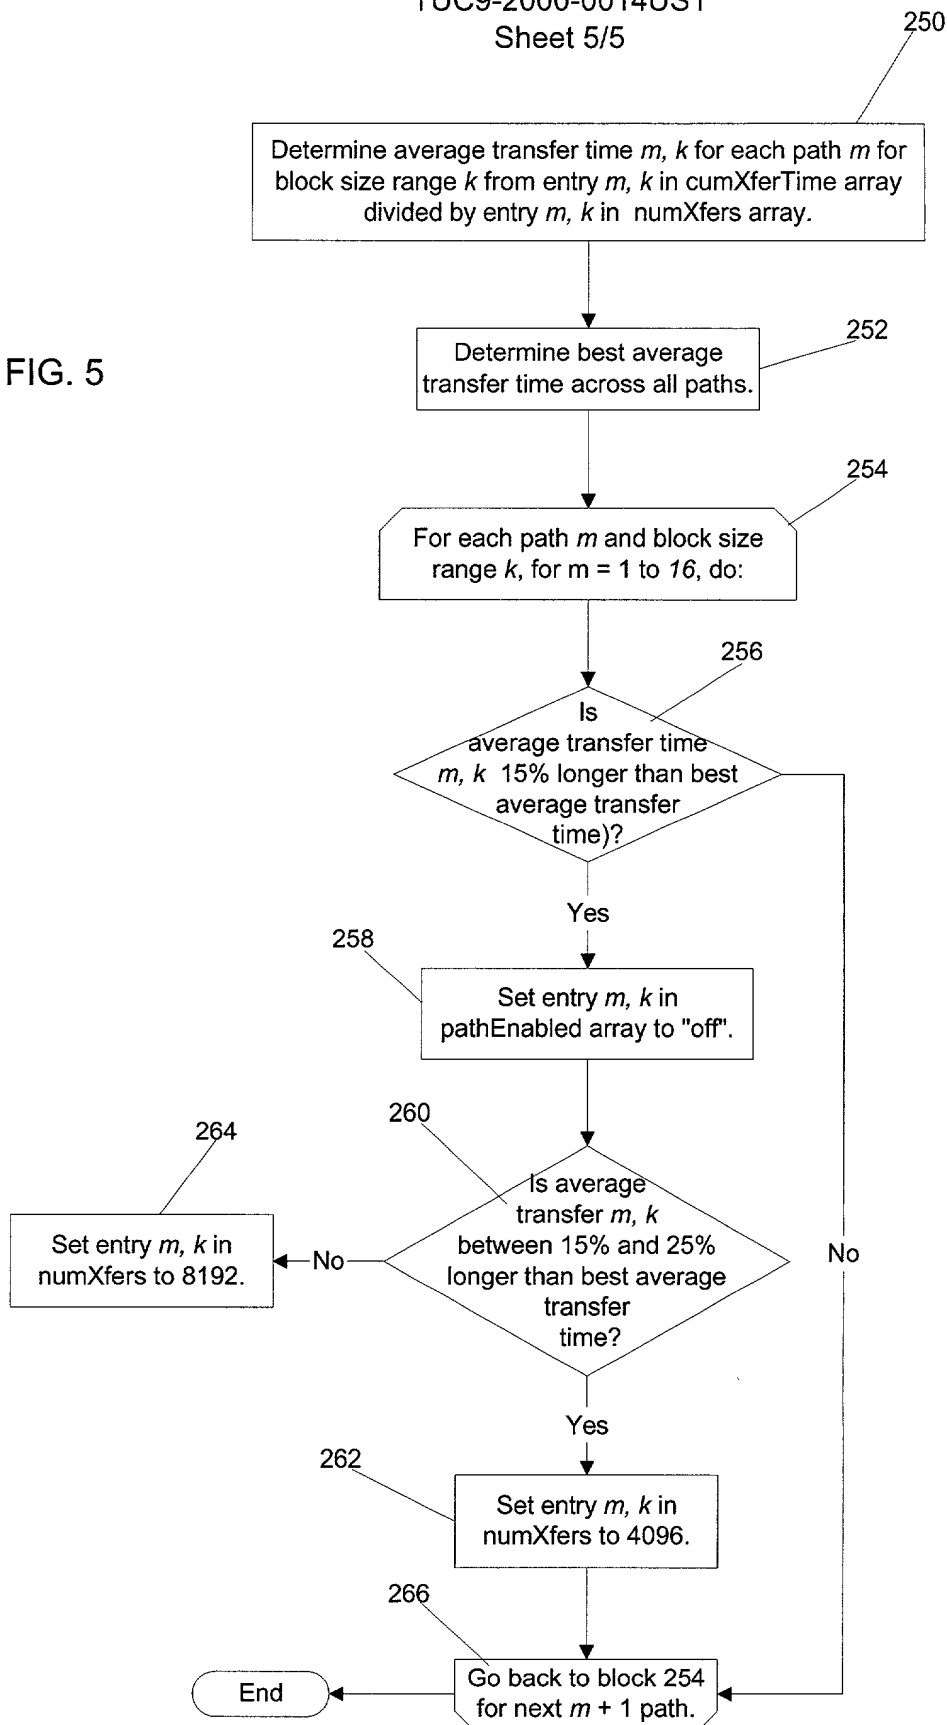 TUC9-2000-0014US1
Sheet 5/5
250
Determine average transfer time m, k for each path m for
block size range k from entry m, k in cumXferTime array
divided by entry m, k in numXfers array.
252
FIG. 5
Determine best average
transfer time across all paths.
254
For each path m and block size
range k, for m = 1 to 16, do:
256
Is
average transfer time
m, k 15% longer than best
average transfer
time)?
Yes
258
Set entry m, k in
pathEnabled array to "off".
260
264
Is average
transfer m, k
between 15% and 25%
longer than best average
transfer
time?
Set entry m, k in
numXfers to 8192.
No
No
Yes
262
Set entry m, k in
numXfers to 4096.
266
Go back to block 254
for next m + 1 path.
End